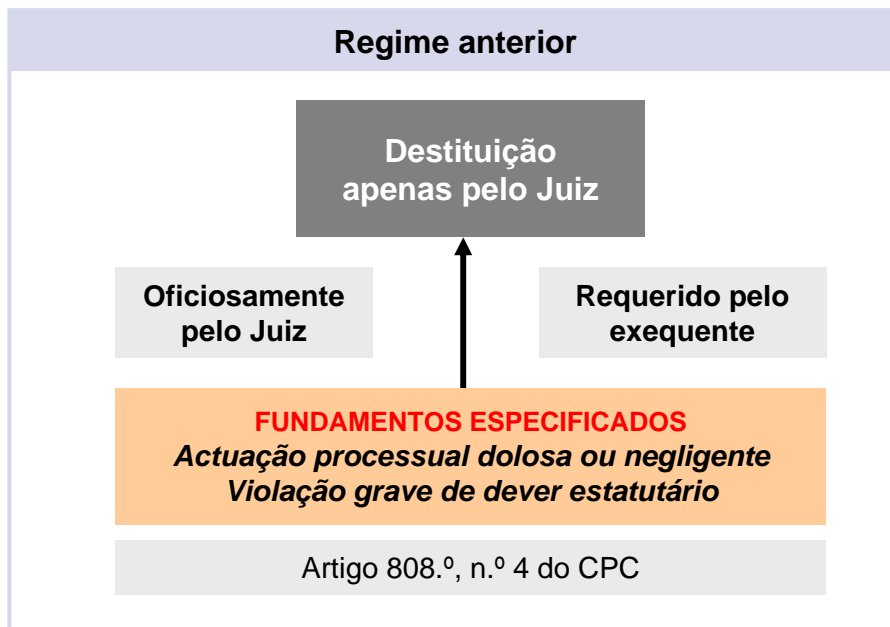 Regime anterior
Destituição
apenas pelo Juiz
Oficiosamente
pelo Juiz
Requerido pelo
exequente
FUNDAMENTOS ESPECIFICADOS
Actuação processual dolosa ou negligente
Violação grave de dever estatutário
Artigo 808.º, n.º 4 do CPC